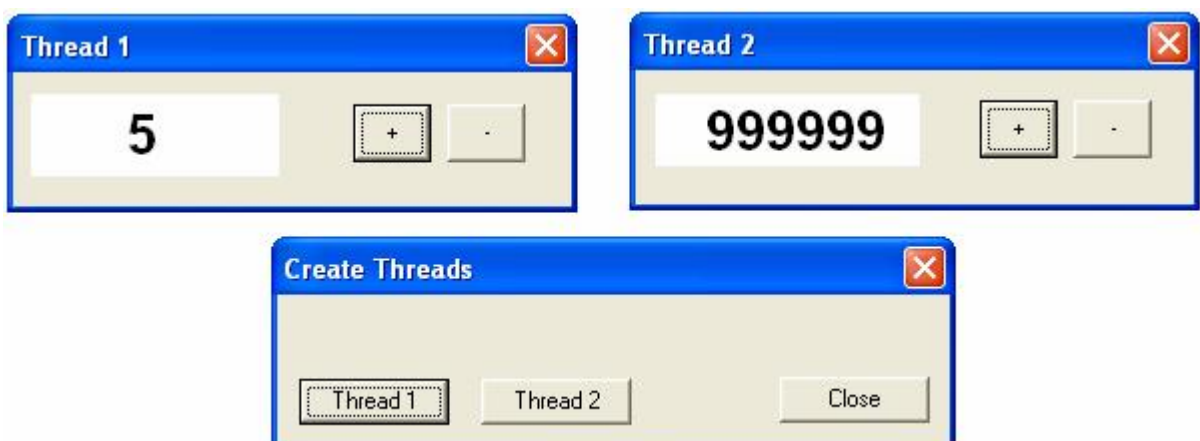 Thread 1
5
+
-
Thread 2
999999
+
-
Create Threads
Thread 1
Thread 2
Close